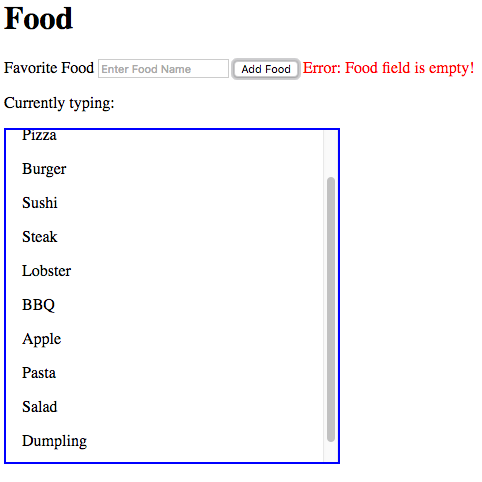 Food
Favorite Food Enter Food Name Add Food Error: Food field is empty!
Currently typing:
Pizza
Burger
Sushi
Steak
Lobster
BBQ
Apple
Pasta
Salad
Dumpling